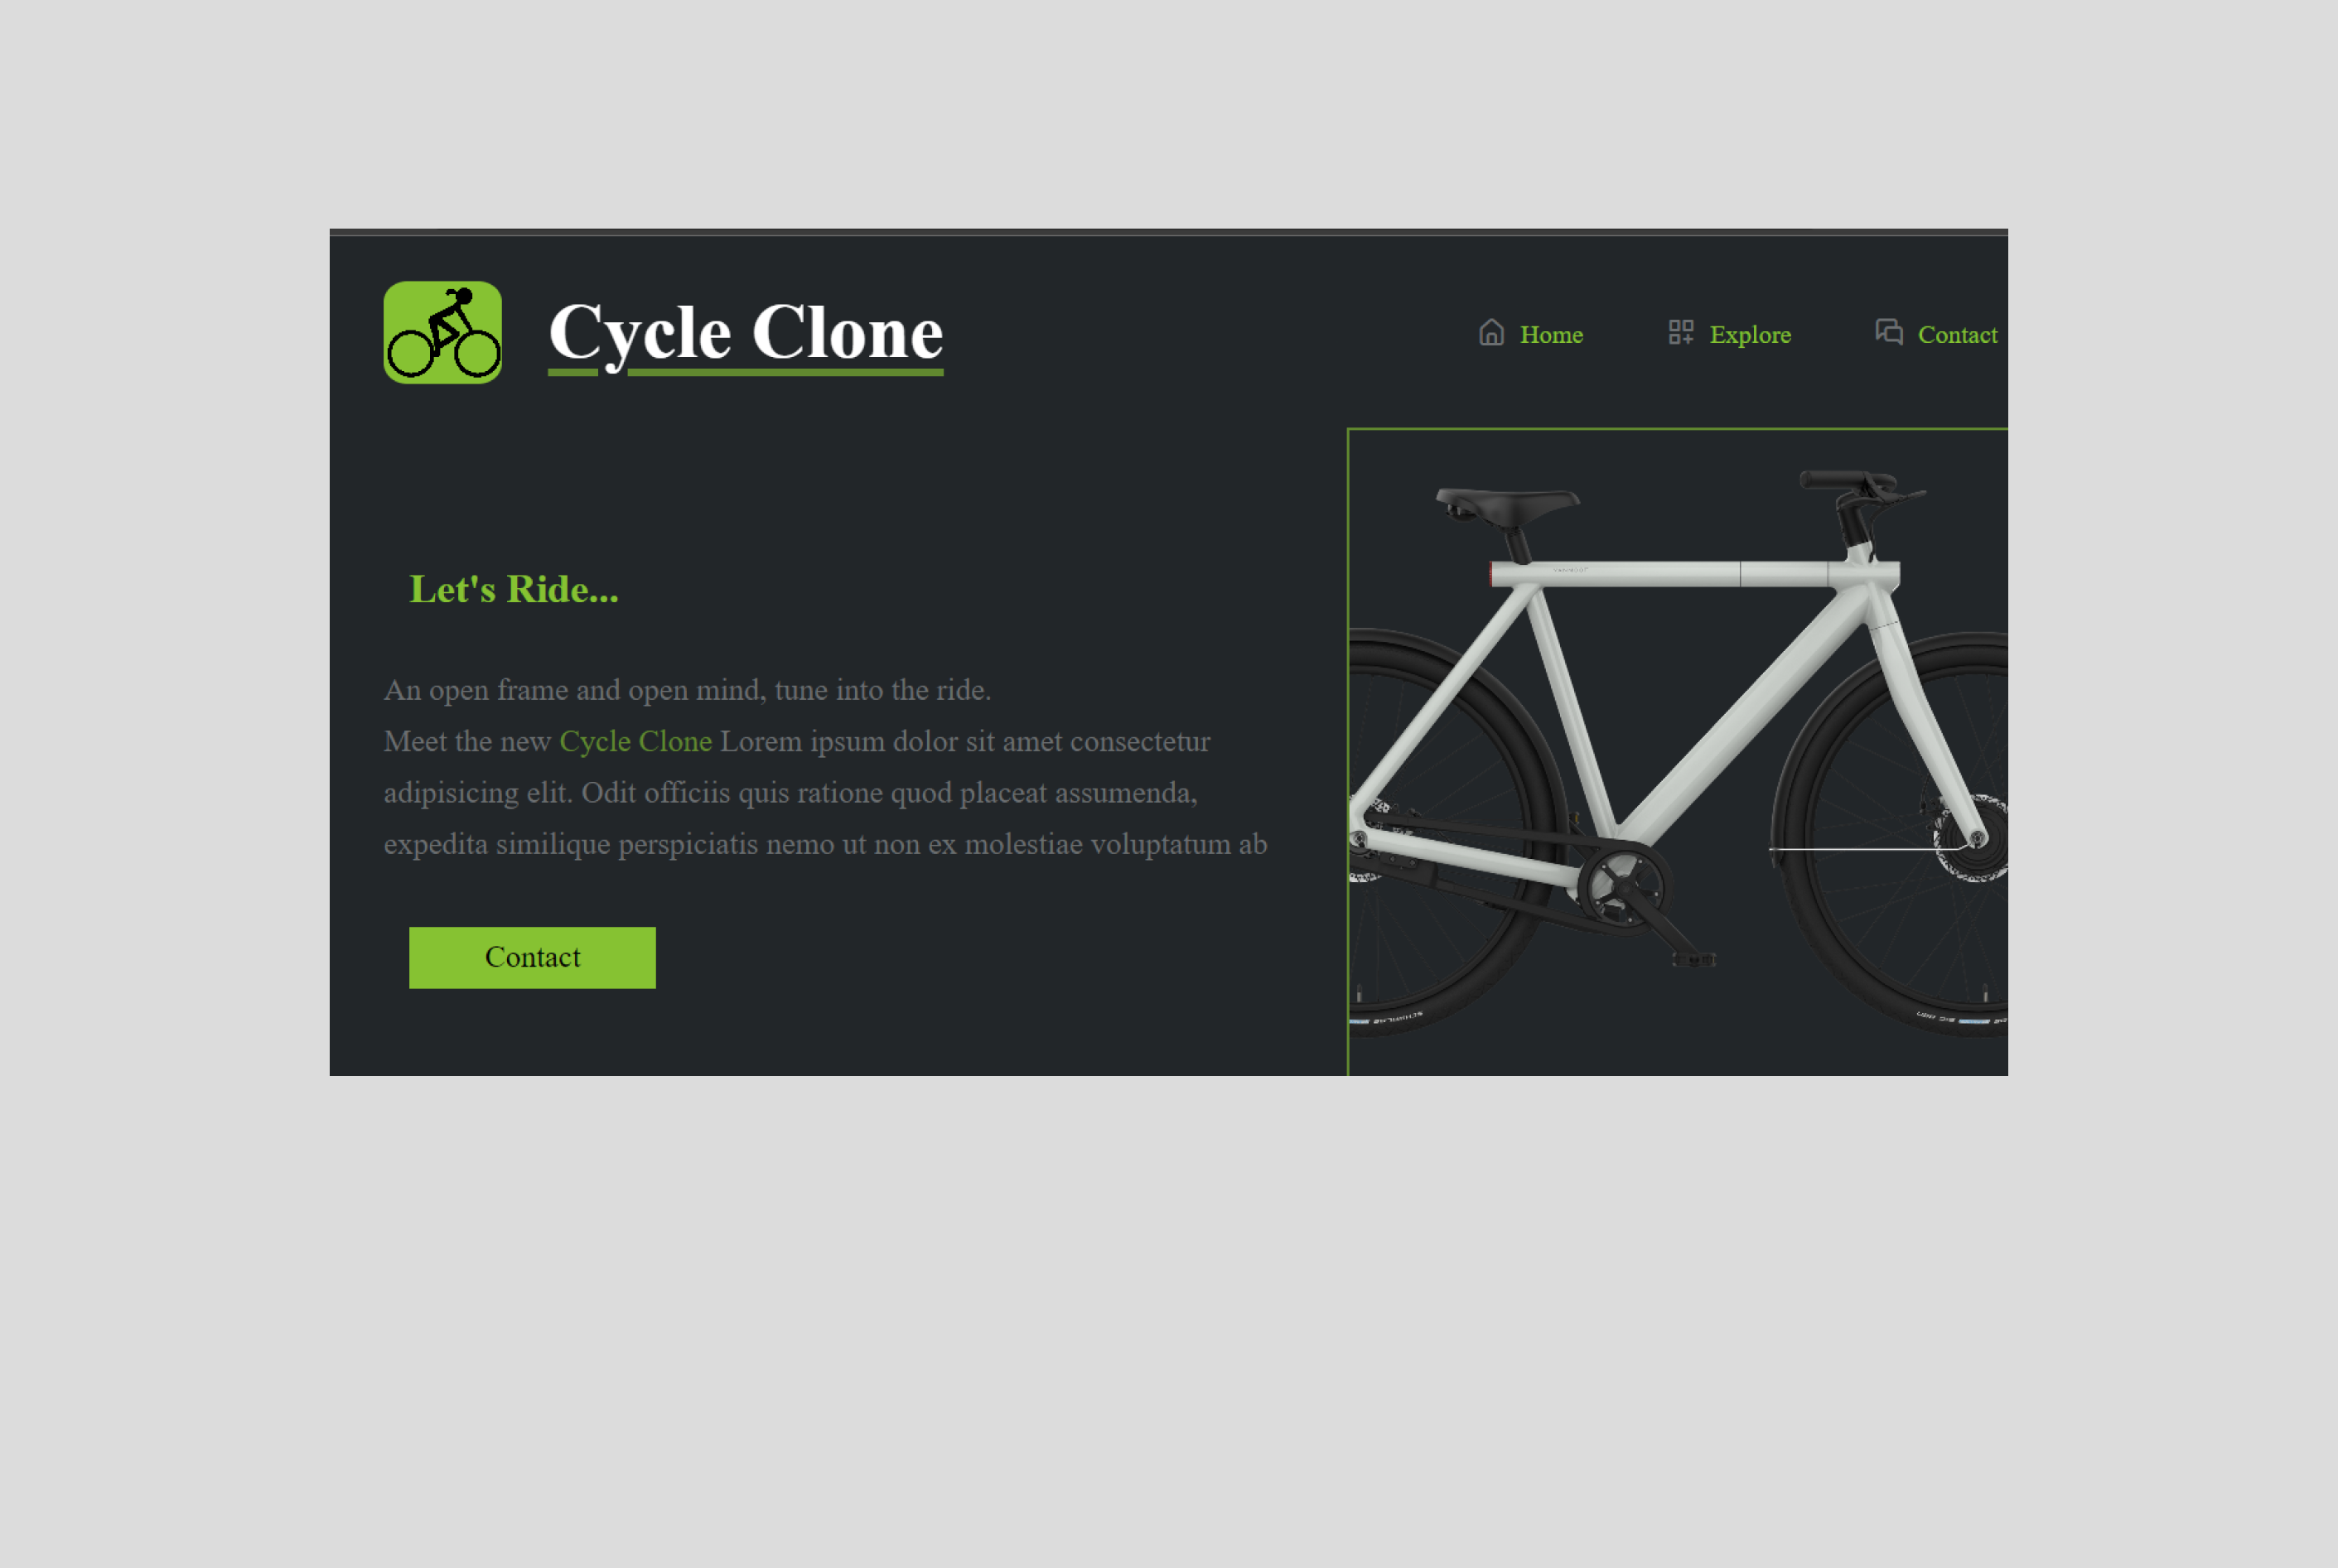 Cycle Clone
Home
Explore
Contact
Let's Ride...
An open frame and open mind, tune into the ride.
Meet the new Cycle Clone Lorem ipsum dolor sit amet consectetur
adipisicing elit. Odit officiis quis ratione quod placeat assumenda,
expedita similique perspiciatis nemo ut non ex molestiae voluptatum ab
Contact